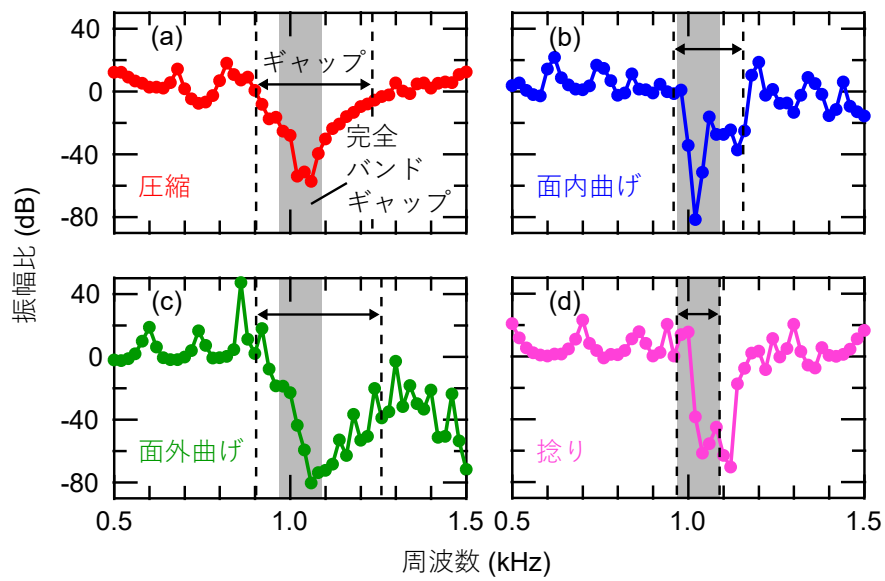 (a)
ギャップ
完全
バンド
ギャップ
圧縮
40
0
-40
-80
(b)
面内曲げ
振幅比 (dB)
(c)
面外曲げ
40
0
-40
-80
0.5
1.0
1.5
(d)
捻り
0.5
1.0
1.5
周波数 (kHz)